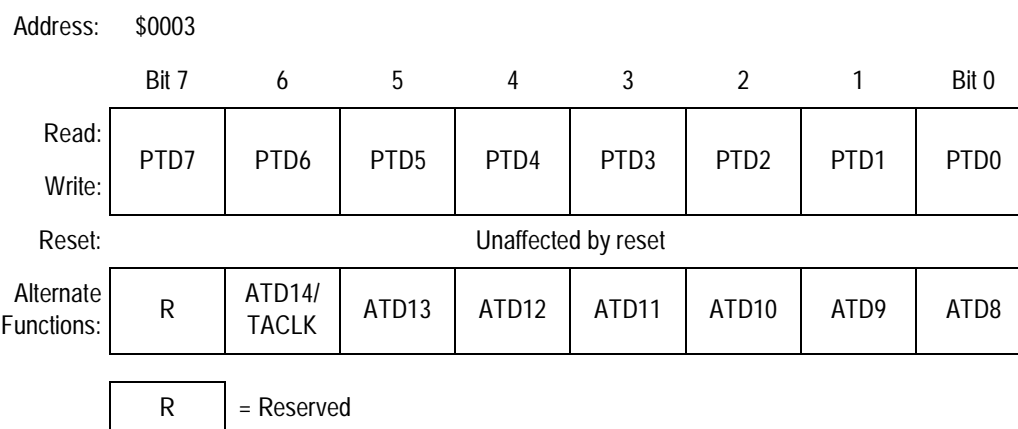 Address: $0003
Bit 7 6 5 4 3 2 1 Bit 0
Read:
PTD7 PTD6 PTD5 PTD4 PTD3 PTD2 PTD1 PTD0
Write:
Reset: Unaffected by reset
Alternate Functions: R ATD14/ TACLK ATD13 ATD12 ATD11 ATD10 ATD9 ATD8
R = Reserved